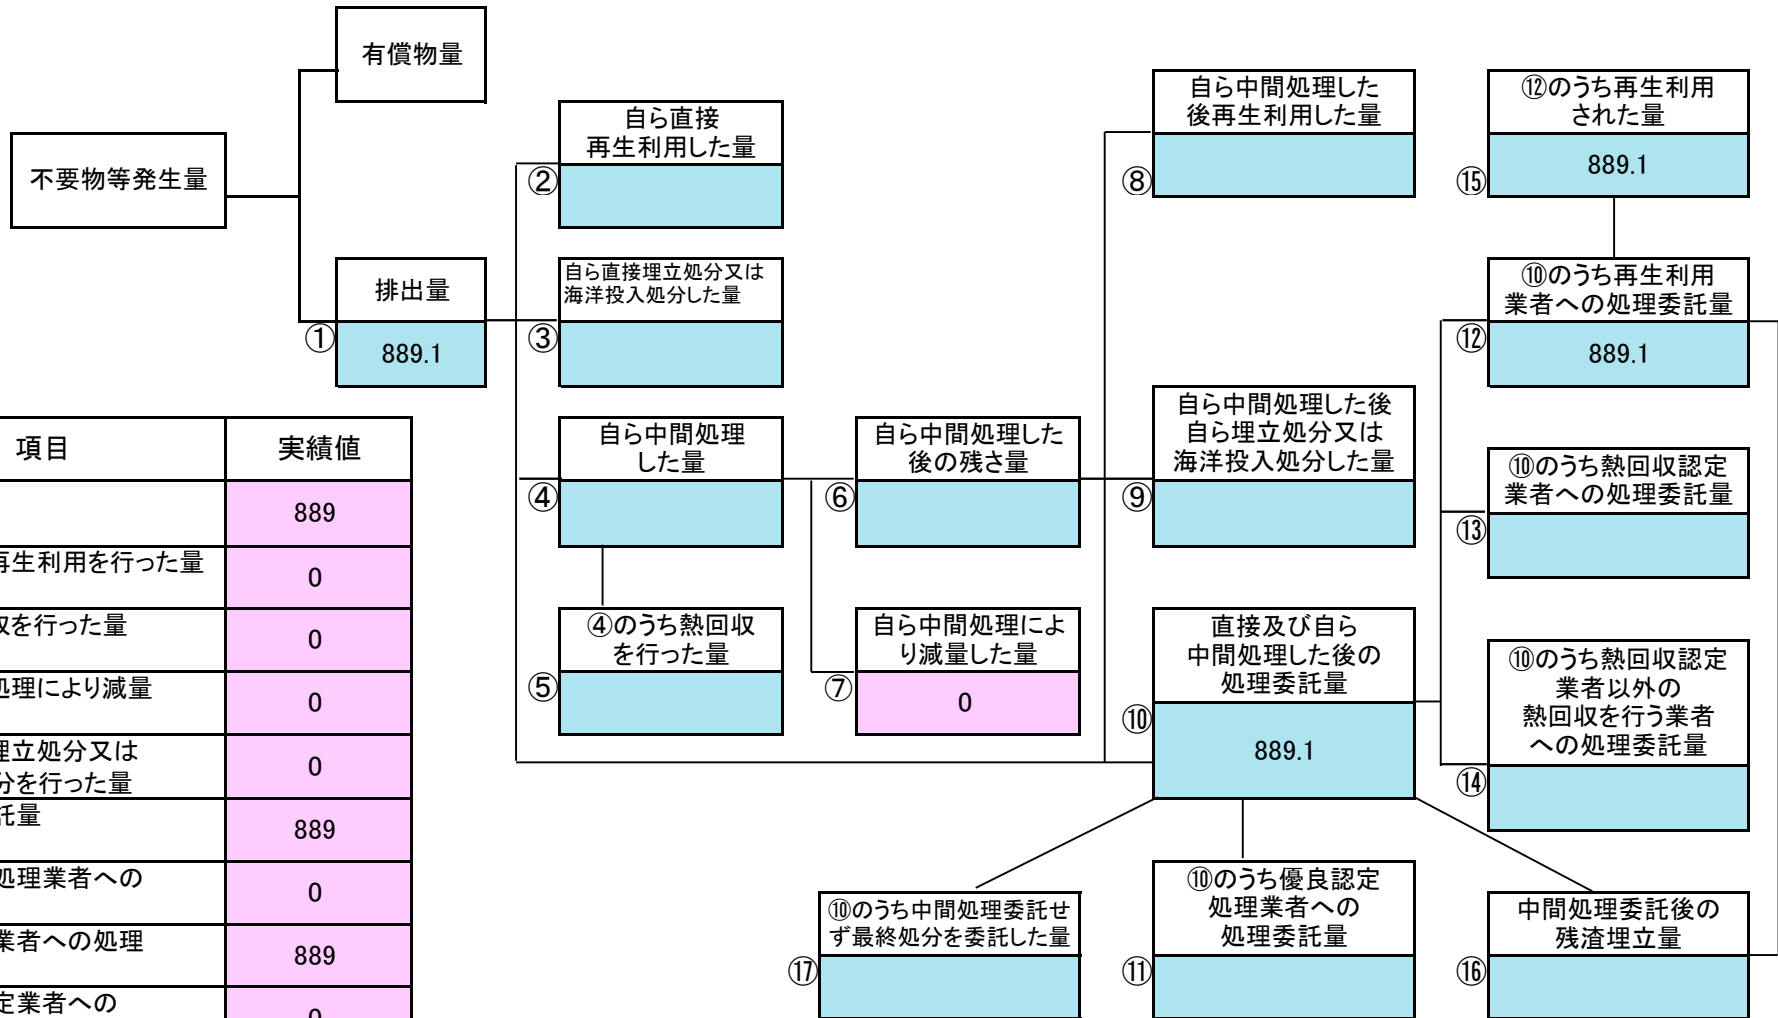 有償物量
不要物等発生量
排出量
①
889.1
自ら直接
再生利用した量
②
自ら直接埋立処分又は
海洋投入処分した量
③
自ら中間処理
した量
④
④のうち熱回収
を行った量
⑤
自ら中間処理した
後の残さ量
⑥
自ら中間処理によ
り減量した量
⑦
0
自ら中間処理した
後再生利用した量
⑧
自ら中間処理した後
自ら埋立処分又は
海洋投入処分した量
⑨
直接及び自ら
中間処理した後の
処理委託量
⑩
889.1
⑫のうち再生利用
された量
⑮
889.1
⑩のうち再生利用
業者への処理委託量
⑫
889.1
⑩のうち熱回収認定
業者への処理委託量
⑬
⑩のうち熱回収認定
業者以外の
熱回収を行う業者
への処理委託量
⑭
⑩のうち中間処理委託せ
ず最終処分を委託した量
⑰
⑩のうち優良認定
処理業者への
処理委託量
⑪
中間処理委託後の
残渣埋立量
⑯
項目 実績値
889
再生利用を行った量
0
を行った量
0
処理により減量
0
埋立処分又は
分を行った量
0
託量
889
処理業者への
0
業者への処理
889
定業者への
0